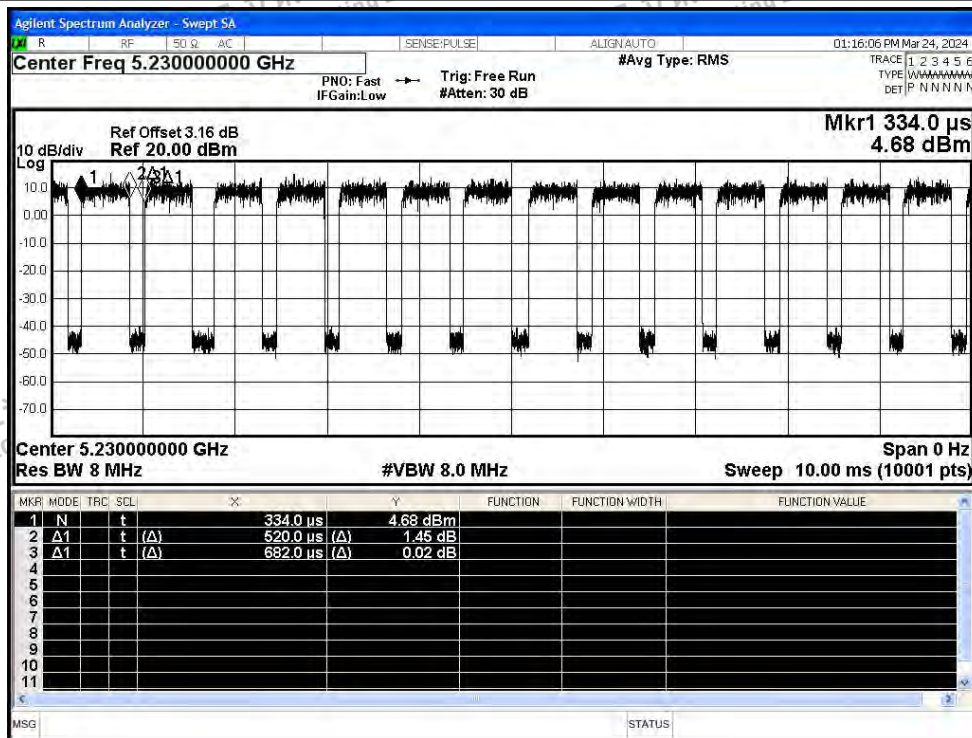 Agilent Spectrum Analyzer - Swept SA
R RF 50 Ω AC SENSE:PULSE ALIGN AUTO 01:16:06 PM Mar 24, 2024
Center Freq 5.230000000 GHz #Avg Type: RMS TRACE 1 2 3 4 5 6
PNO: Fast Trig: Free Run TYPE WWWWWW
IFGain:Low #Atten: 30 dB DET P N N N N N
Mkr1 334.0 µs
Ref Offset 3.16 dB
10 dB/div Ref 20.00 dBm 4.68 dBm
Log
1
10.0
0.00
-10.0
-20.0
-30.0
-40.0
-50.0
-60.0
-70.0
Center 5.230000000 GHz Span 0 Hz
Res BW 8 MHz #VBW 8.0 MHz Sweep 10.00 ms (10001 pts)
MKR MODE TRC SCL X Y FUNCTION FUNCTION WIDTH FUNCTION VALUE
1 N t 334.0 µs 4.68 dBm
2 Δ1 t (Δ) 520.0 µs (Δ) 1.45 dB
3 Δ1 t (Δ) 682.0 µs (Δ) 0.02 dB
4
5
6
7
8
9
10
11
MSG STATUS